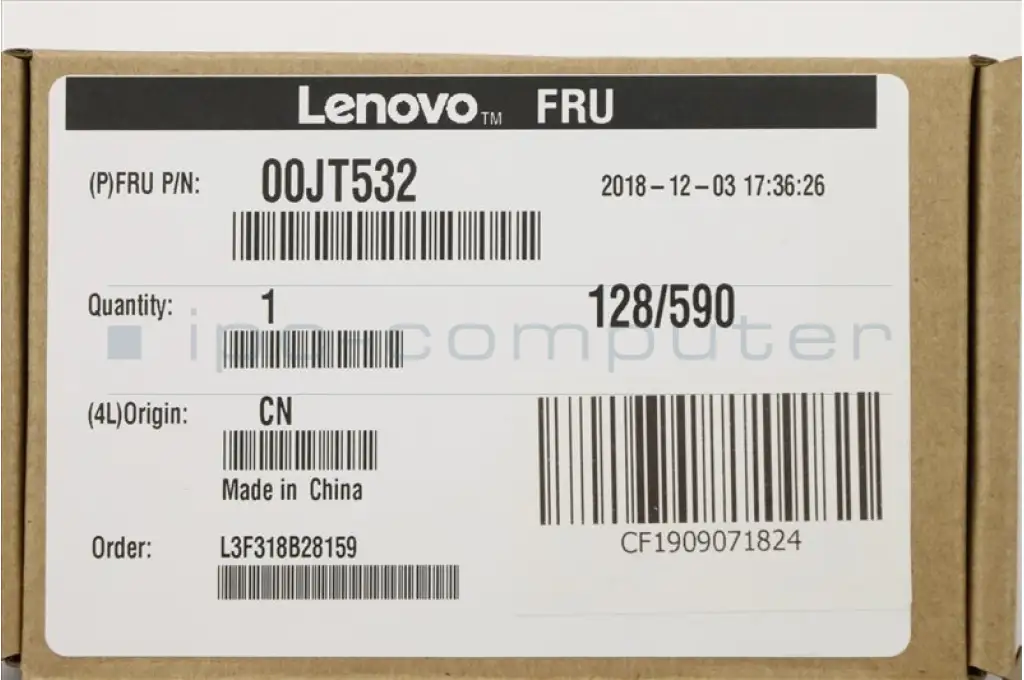 Lenovo™ FRU
(P)FRU P/N: 00JT532 2018-12-03 17:36:26
Quantity: 1 128/590
ipc-computer
(4L)Origin: CN
Made in China
Order: L3F318B28159
CF1909071824